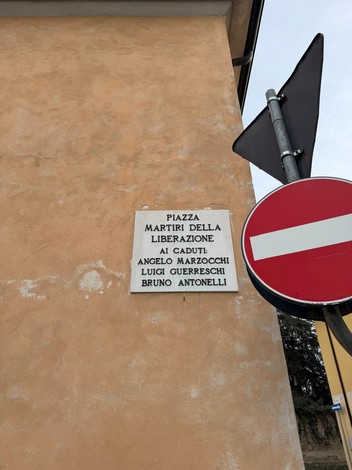 PIAZZA
MARTIRI DELLA
LIBERAZIONE
AI CADUTI:
ANGELO MARZOCCHI
LUIGI GUERRESCHI
BRUNO ANTONELLI